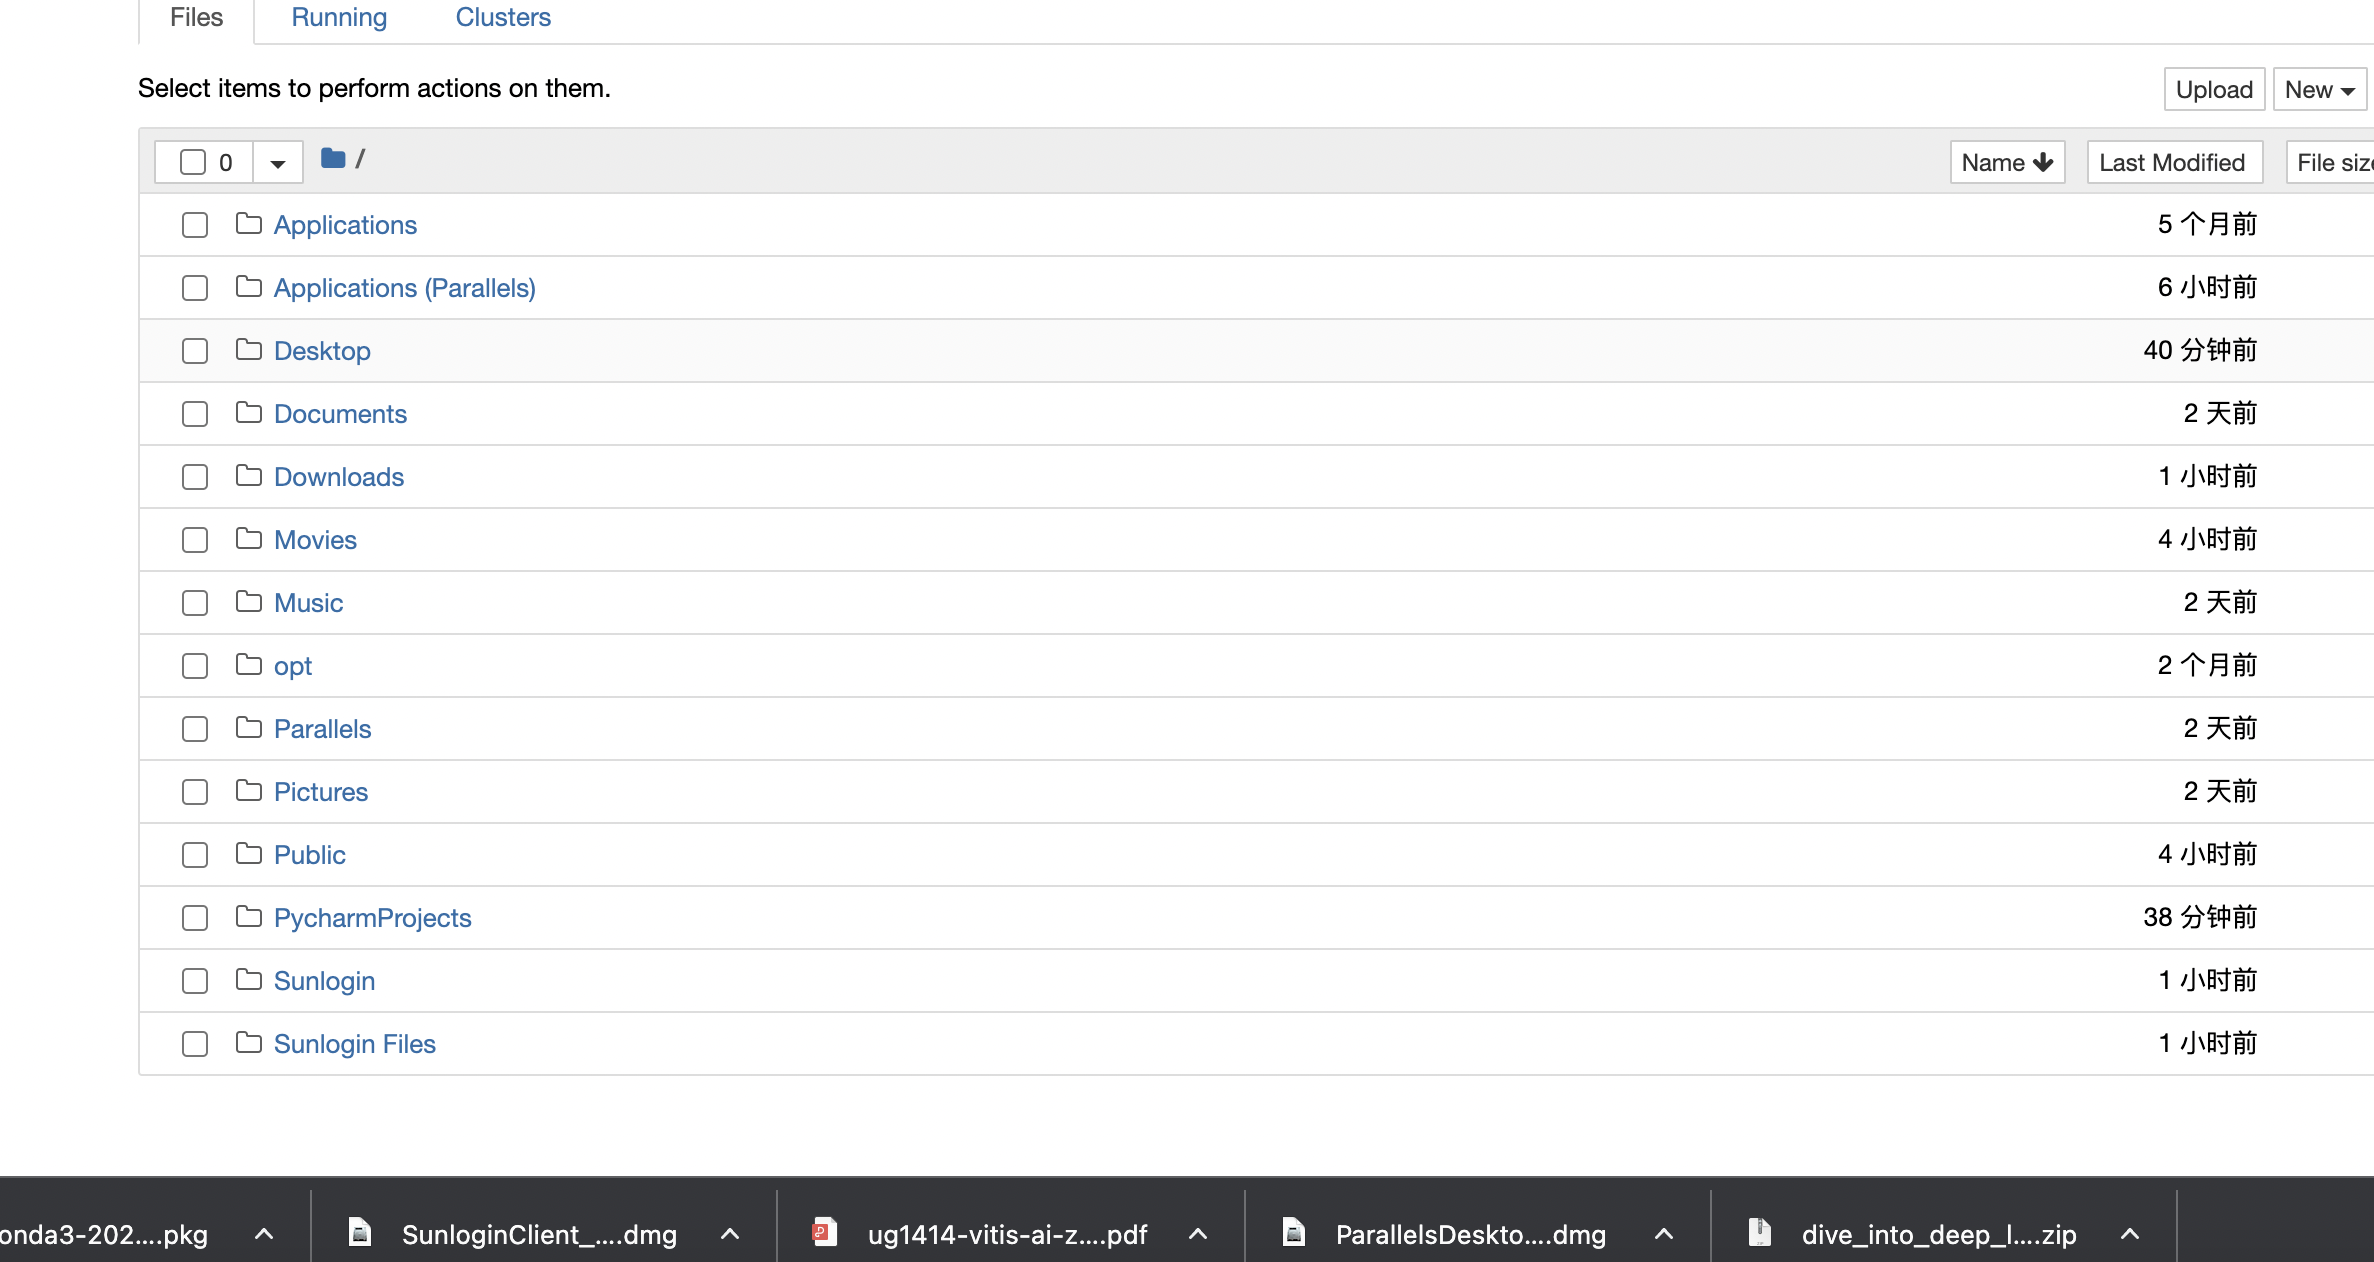 Files Running Clusters
Select items to perform actions on them. Upload New
0 / Name Last Modified File size
Applications 5 个月前
Applications (Parallels) 6 小时前
Desktop 40 分钟前
Documents 2 天前
Downloads 1 小时前
Movies 4 小时前
Music 2 天前
opt 2 个月前
Parallels 2 天前
Pictures 2 天前
Public 4 小时前
PycharmProjects 38 分钟前
Sunlogin 1 小时前
Sunlogin Files 1 小时前
onda3-202....pkg SunloginClient_....dmg ug1414-vitis-ai-z....pdf ParallelsDeskto....dmg dive_into_deep_l....zip